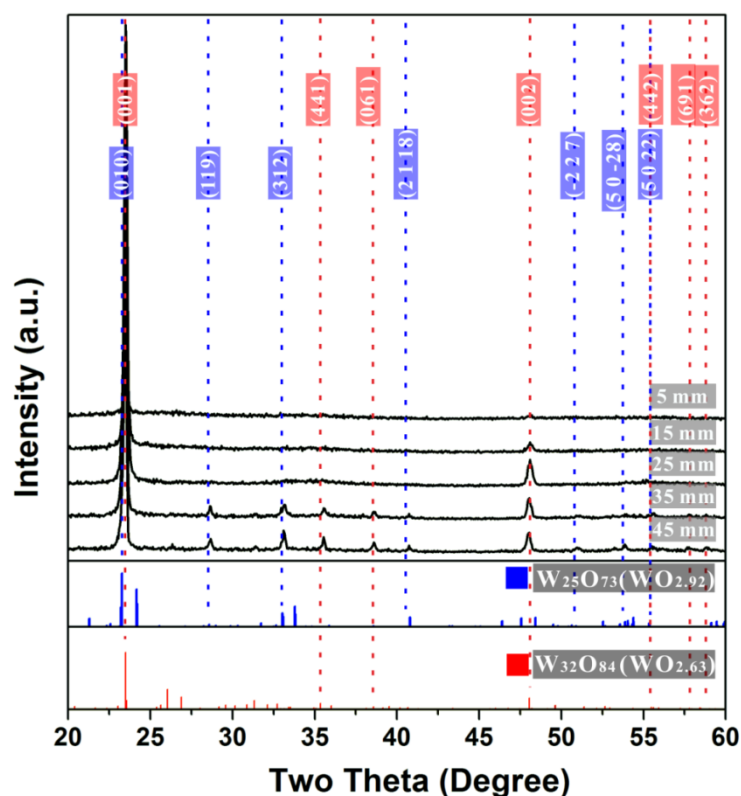 (001)
(441)
(061)
(002)
(442)
(691)
(362)
(010)
(119)
(312)
(2-1-18)
(-2 2 7)
(5 0 -28)
(5 0 22)
5 mm
15 mm
25 mm
35 mm
45 mm
W25O73(WO2.92)
W32O84(WO2.63)
20 25 30 35 40 45 50 55 60
Two Theta (Degree)
Intensity (a.u.)